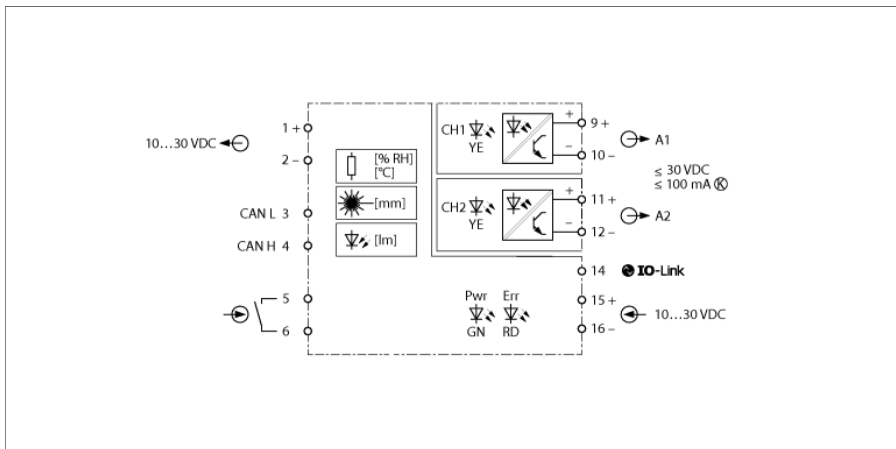 10…30 VDC
1 +
2 –
CAN L 3
CAN H 4
5
6
[% RH]
[°C]
[mm]
[lm]
CH1
YE
+
–
CH2
YE
+
–
Pwr Err
GN RD
9 +
10 –
A1
≤ 30 VDC
≤ 100 mA Ⓚ
11 +
12 –
A2
14 IO-Link
15 +
16 –
10…30 VDC